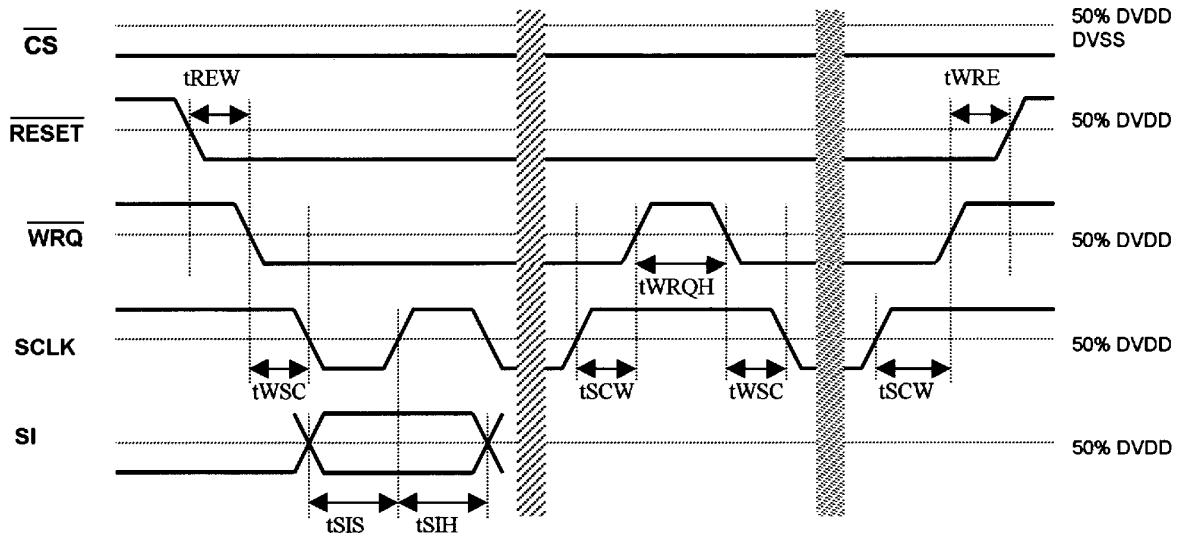 50% DVDD
CS
DVSS
tREW
tWRE
RESET
50% DVDD
WRQ
50% DVDD
tWRQH
SCLK
50% DVDD
tWSC
tSCW
tWSC
tSCW
SI
50% DVDD
tSIS
tSIH